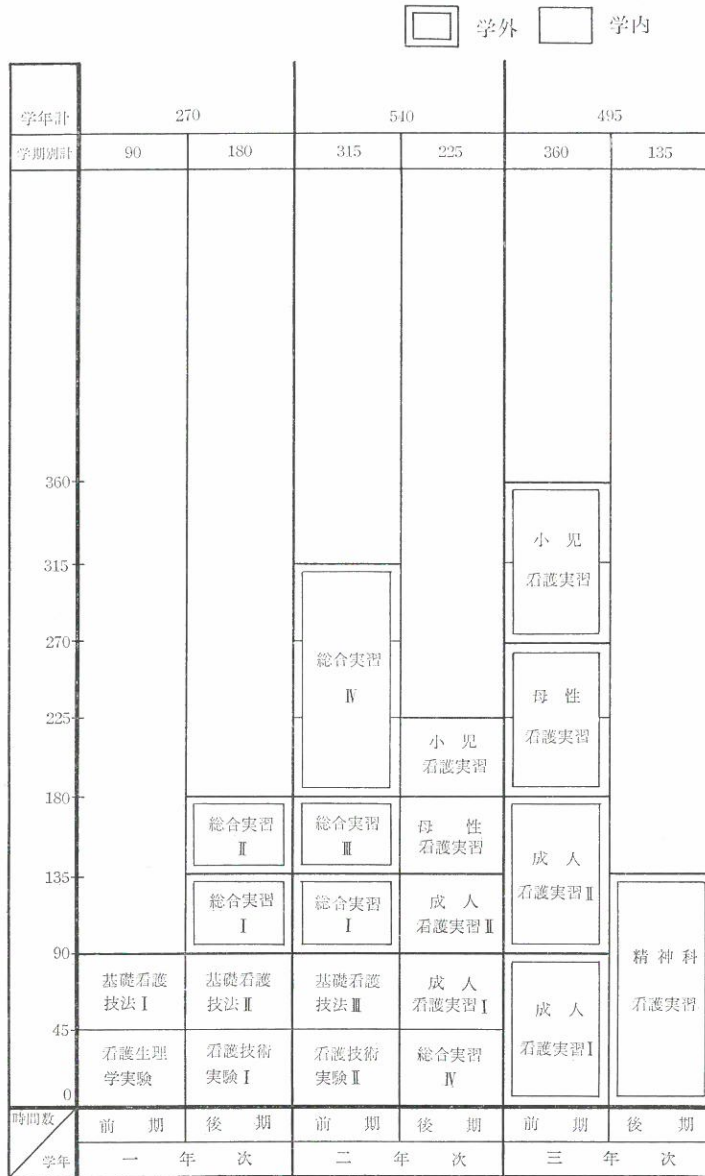 学外 学内
学年計 270 540 495
学期別計 90 180 315 225 360 135
360
小児
315
看護実習
270
総合実習
母性
Ⅳ
225
看護実習
小児
看護実習
180
総合実習 総合実習 母性
Ⅱ Ⅲ 看護実習 成人
135
看護実習Ⅱ
総合実習 総合実習 成人
Ⅰ Ⅰ 看護実習Ⅱ
90
精神科
基礎看護 基礎看護 基礎看護 成人
技法Ⅰ 技法Ⅱ 技法Ⅲ 看護実習Ⅰ 成人 看護実習
45
看護生理 看護技術 看護技術 総合実習 看護実習Ⅰ
学実験 実験Ⅰ 実験Ⅱ Ⅳ
0
時間数 前期 後期 前期 後期 前期 後期
学年 一年次 二年次 三年次